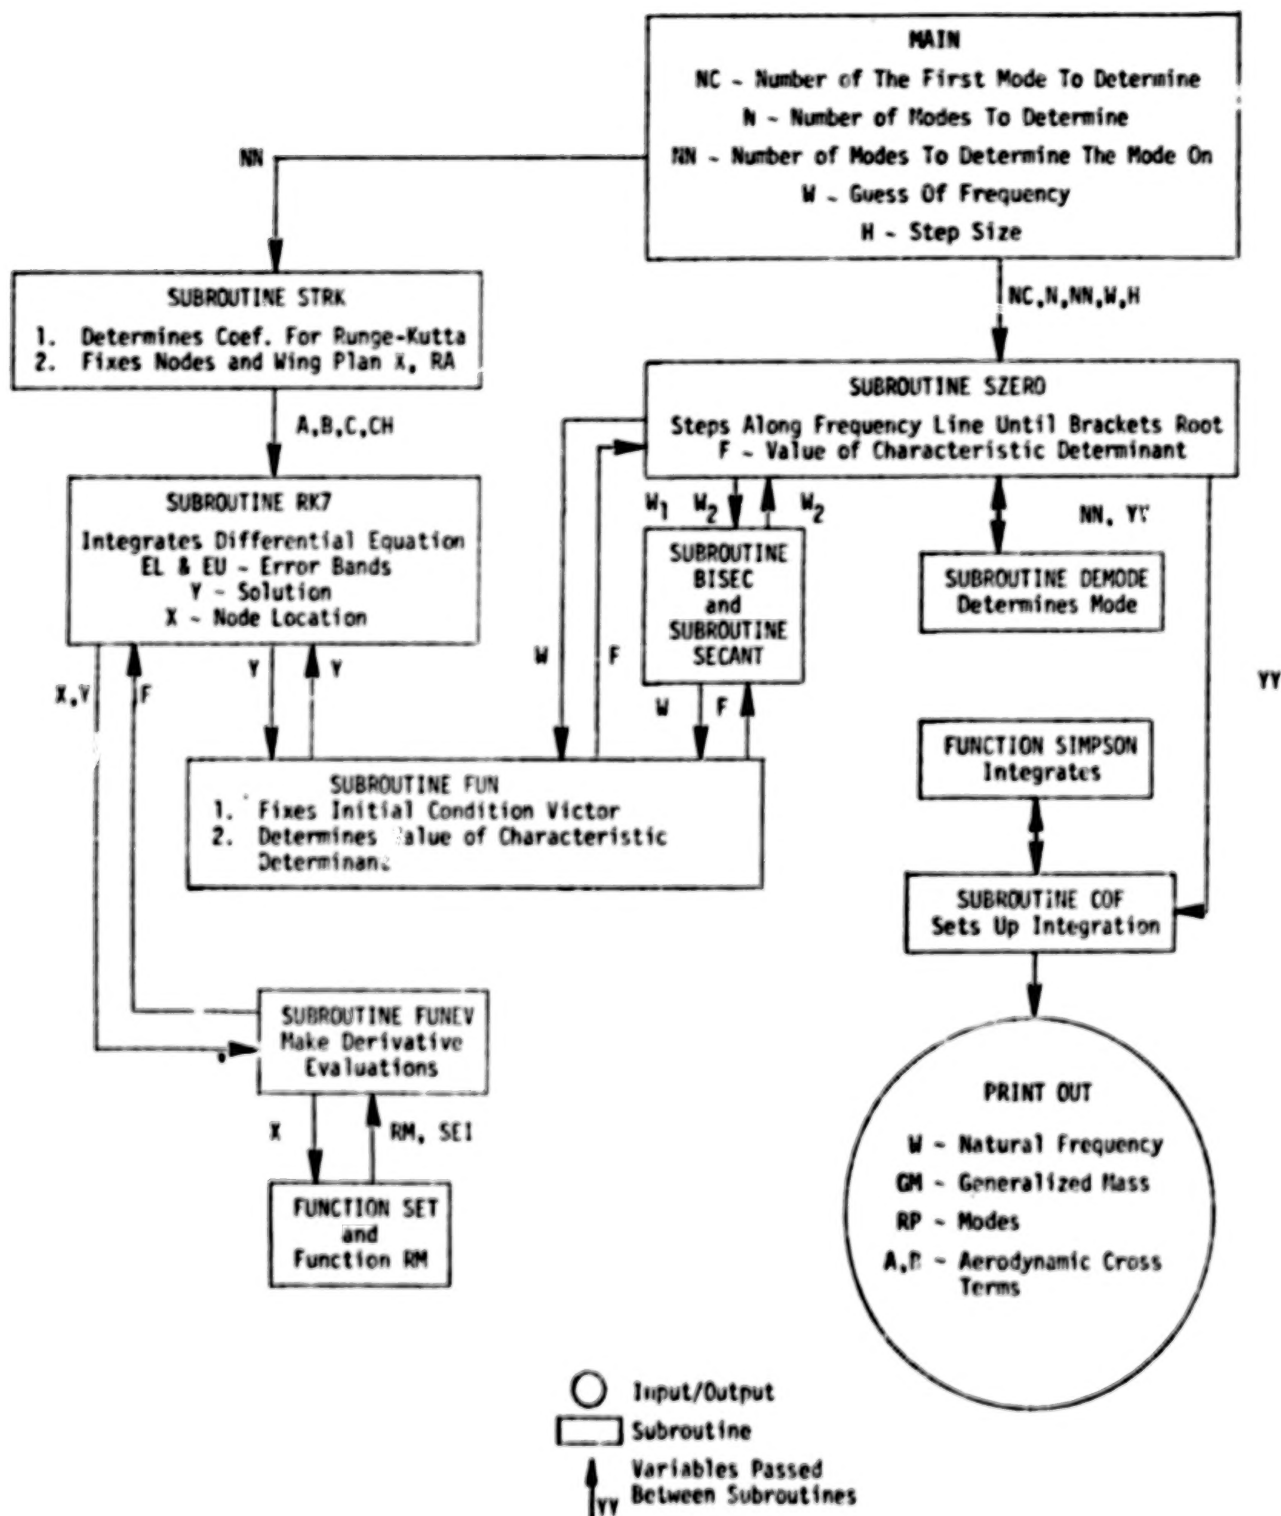 MAIN
NC - Number of The First Mode To Determine
N - Number of Modes To Determine
NN - Number of Modes To Determine The Mode On
W - Guess Of Frequency
H - Step Size
NN
NC,N,NN,W,H
SUBROUTINE STRK
1. Determines Coef. For Runge-Kutta
2. Fixes Nodes and Wing Plan X, RA
A,B,C,CH
SUBROUTINE SZERO
Steps Along Frequency Line Until Brackets Root
F - Value of Characteristic Determinant
SUBROUTINE RK7
Integrates Differential Equation
EL & EU - Error Bands
Y - Solution
X - Node Location
W1 W2 W2
NN, YY
SUBROUTINE
BISEC
and
SUBROUTINE
SECANT
SUBROUTINE DEMODE
Determines Mode
X,Y F Y Y W F W F
YY
SUBROUTINE FUN
1. Fixes Initial Condition Victor
2. Determines Value of Characteristic
Determinant
FUNCTION SIMPSON
Integrates
SUBROUTINE COF
Sets Up Integration
SUBROUTINE FUNEV
Make Derivative
Evaluations
X RM, SEI
FUNCTION SET
and
Function RM
PRINT OUT
W - Natural Frequency
GM - Generalized Mass
RP - Modes
A,B - Aerodynamic Cross
Terms
Input/Output
Subroutine
Variables Passed
YY Between Subroutines